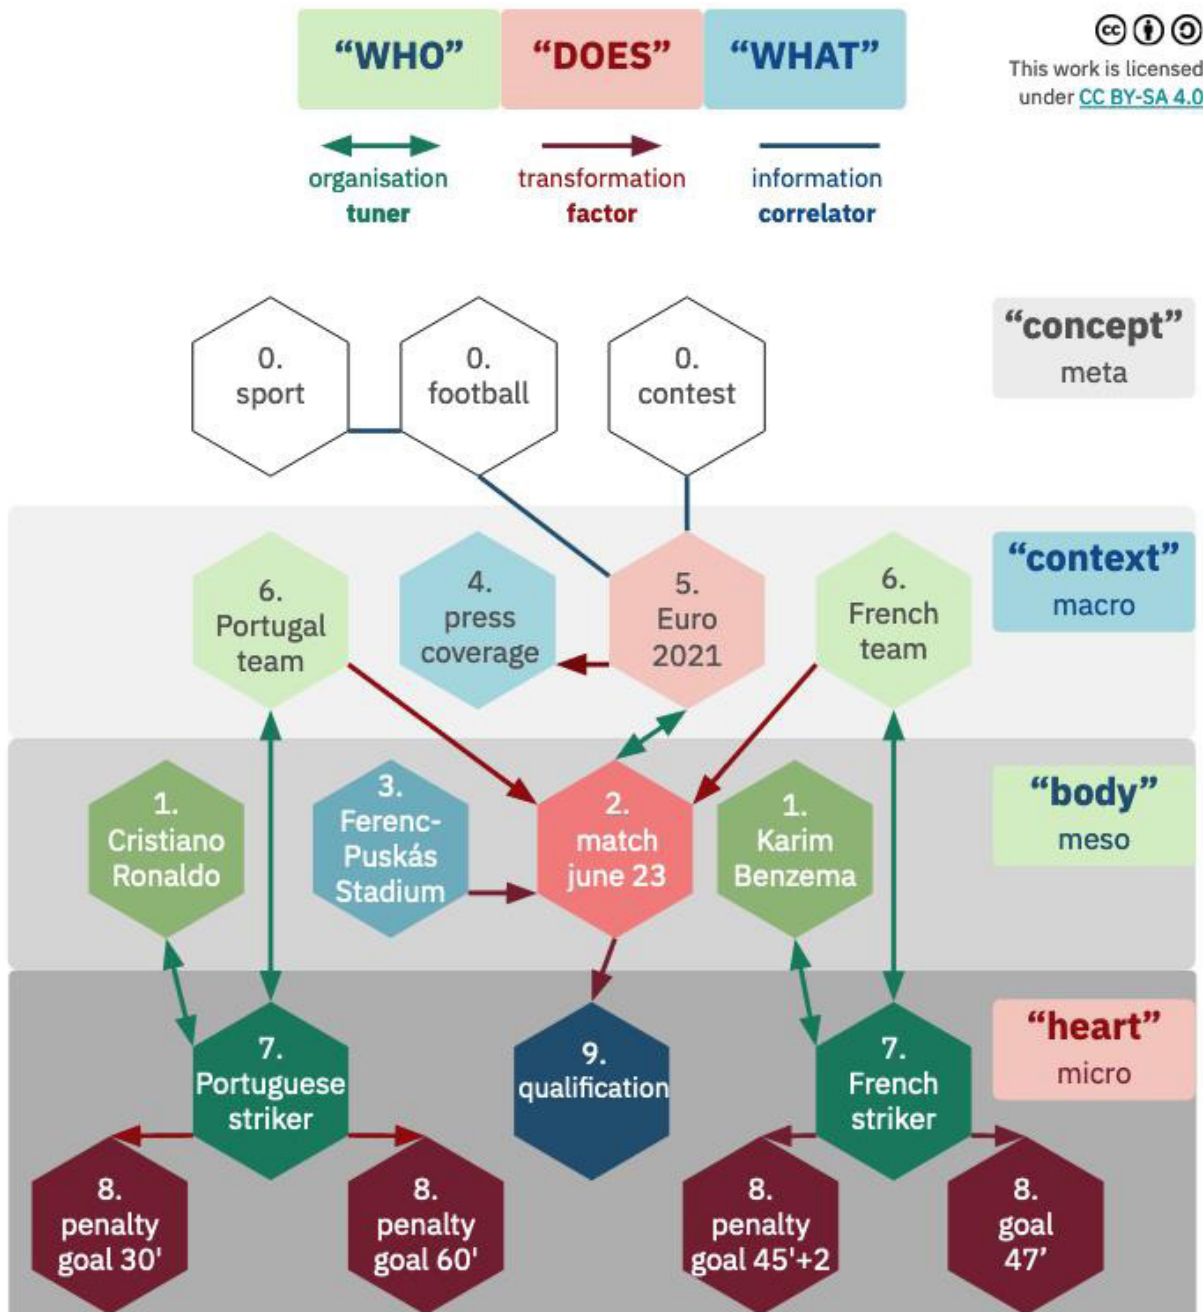 “WHO” “DOES” “WHAT”
This work is licensed
under CC BY-SA 4.0
organisation
tuner
transformation
factor
information
correlator
0.
sport
0.
football
0.
contest
“concept”
meta
6.
Portugal
team
4.
press
coverage
5.
Euro
2021
6.
French
team
“context”
macro
1.
Cristiano
Ronaldo
3.
Ferenc-
Puskás
Stadium
2.
match
june 23
1.
Karim
Benzema
“body”
meso
7.
Portuguese
striker
9.
qualification
7.
French
striker
“heart”
micro
8.
penalty
goal 30'
8.
penalty
goal 60'
8.
penalty
goal 45'+2
8.
goal
47’